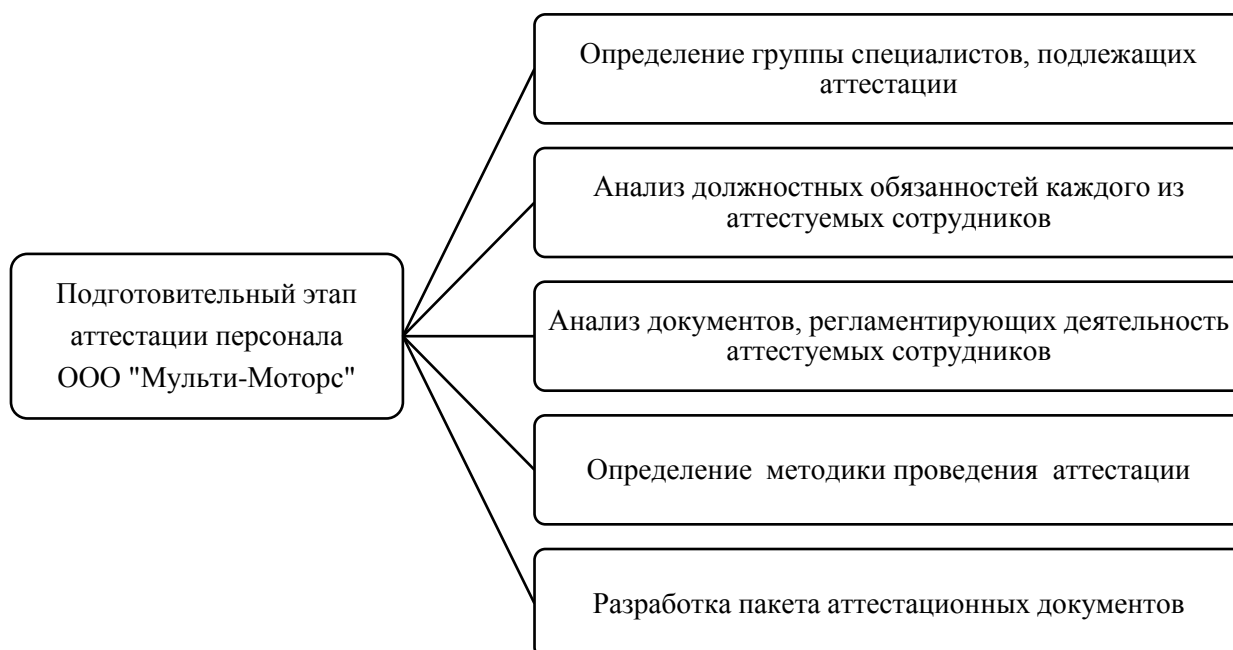 Определение группы специалистов, подлежащих
аттестации
Анализ должностных обязанностей каждого из
аттестуемых сотрудников
Подготовительный этап
аттестации персонала
ООО "Мульти-Моторс"
Анализ документов, регламентирующих деятельность
аттестуемых сотрудников
Определение методики проведения аттестации
Разработка пакета аттестационных документов